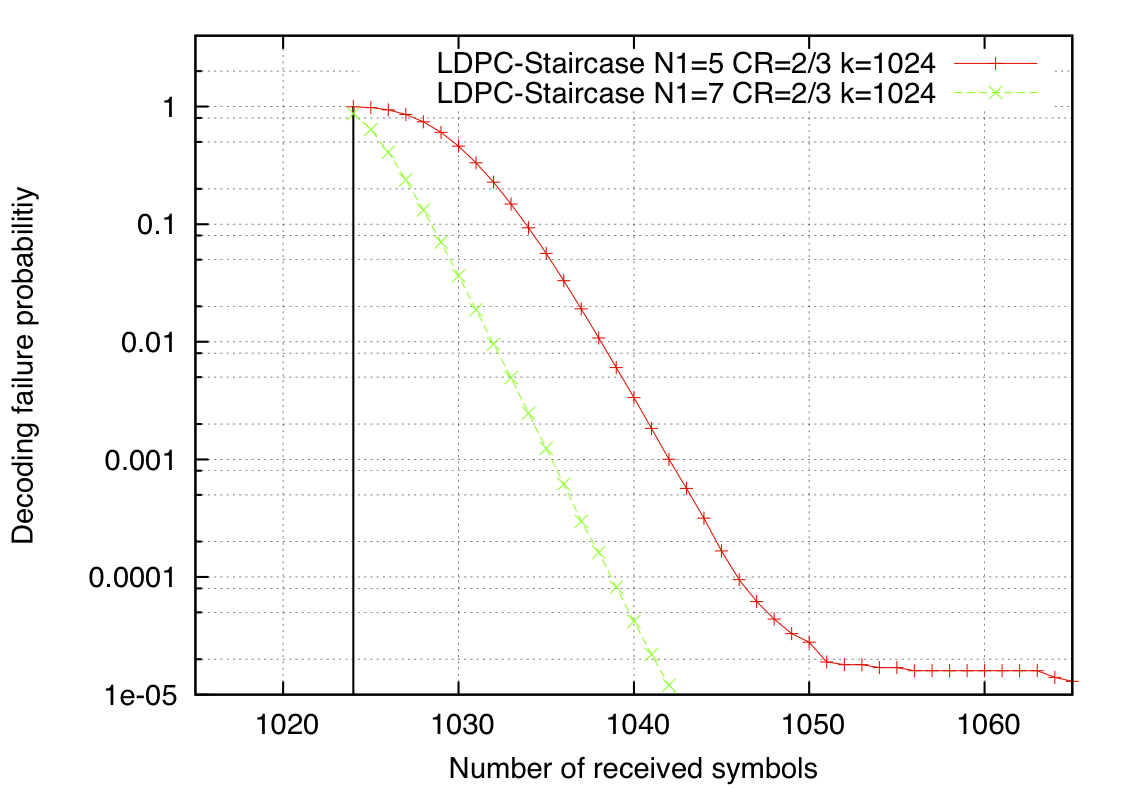 LDPC-Staircase N1=5 CR=2/3 k=1024
LDPC-Staircase N1=7 CR=2/3 k=1024
1
0.1
0.01
0.001
0.0001
1e-05
Decoding failure probabilitiy
1020 1030 1040 1050 1060
Number of received symbols